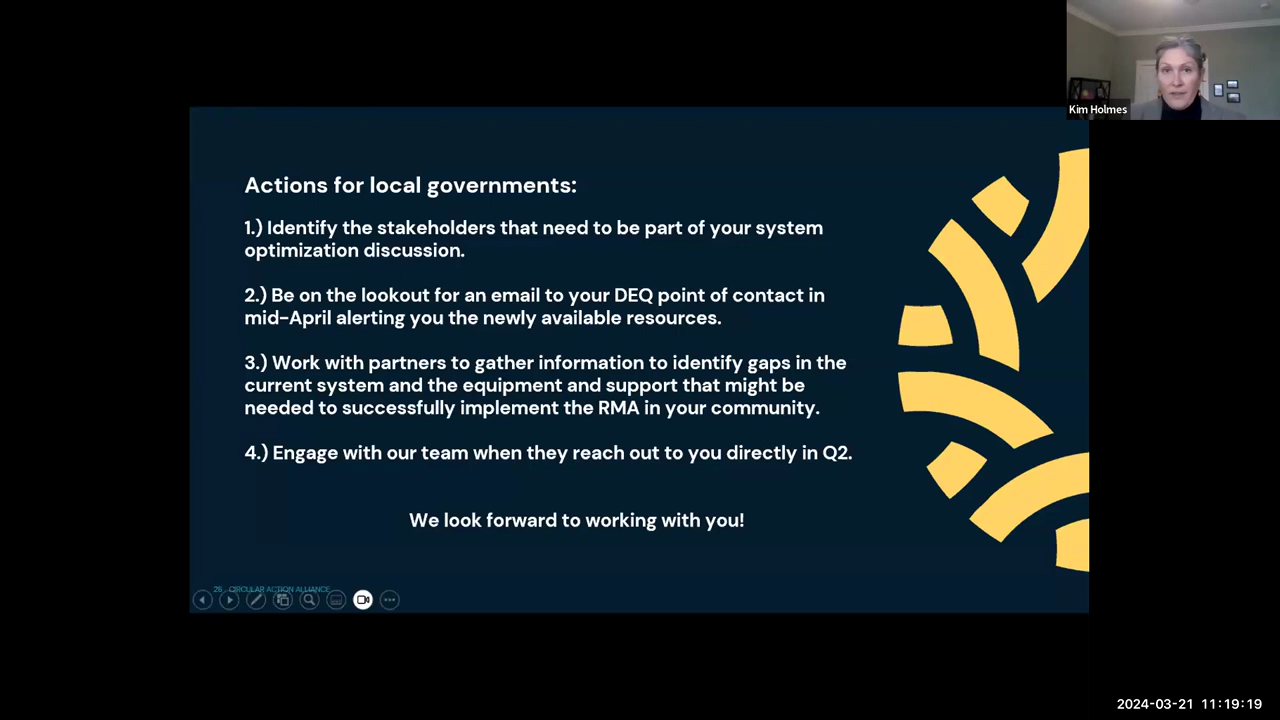 Kim Holmes
Actions for local governments:
1.) Identify the stakeholders that need to be part of your system
optimization discussion.
2.) Be on the lookout for an email to your DEQ point of contact in
mid-April alerting you the newly available resources.
3.) Work with partners to gather information to identify gaps in the
current system and the equipment and support that might be
needed to successfully implement the RMA in your community.
4.) Engage with our team when they reach out to you directly in Q2.
We look forward to working with you!
28 CIRCULAR ACTION ALLIANCE
2024-03-21 11:19:19